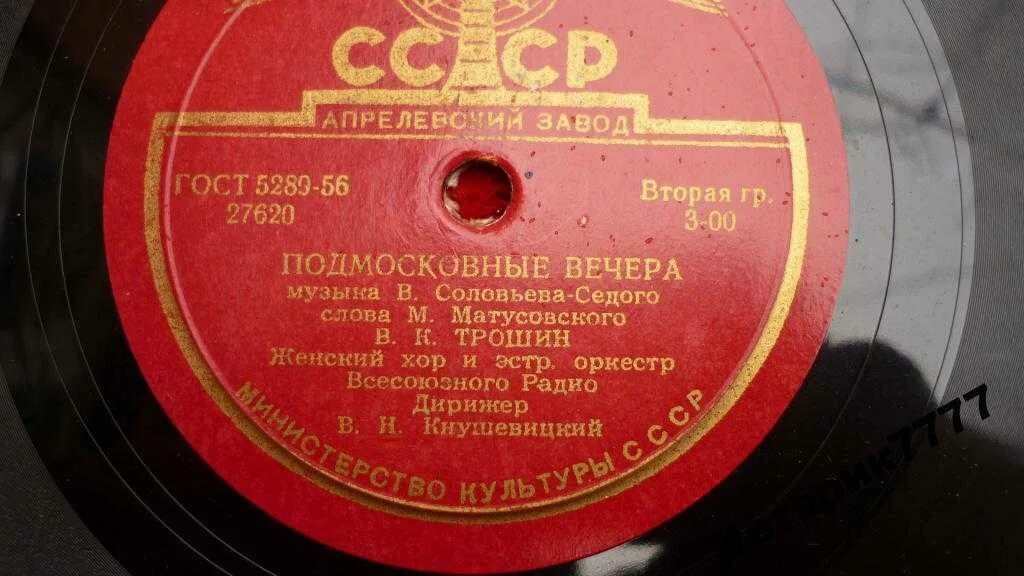 СССР
АПРЕЛЕВСКИЙ ЗАВОД
ГОСТ 5289-56
27620
Вторая гр.
3-00
ПОДМОСКОВНЫЕ ВЕЧЕРА
музыка В. Соловьева-Седого
слова М. Матусовского
В. К. ТРОШИН
Женский хор и эстр. оркестр
Всесоюзного Радио
Дирижер
В. Н. Кнушевицкий
МИНИСТЕРСТВО КУЛЬТУРЫ СССР